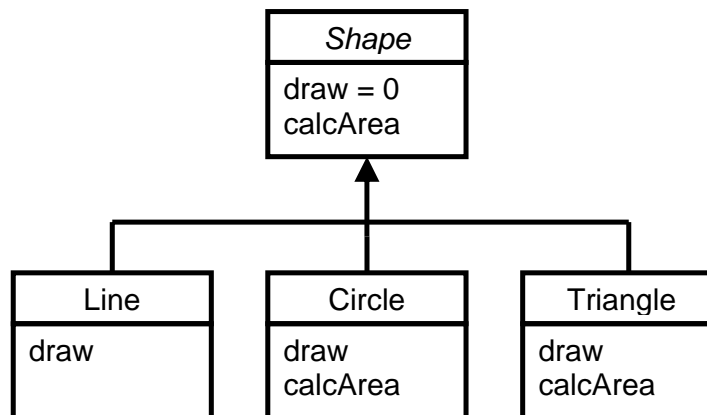 Shape
draw = 0
calcArea
Line
draw
Circle
draw
calcArea
Triangle
draw
calcArea